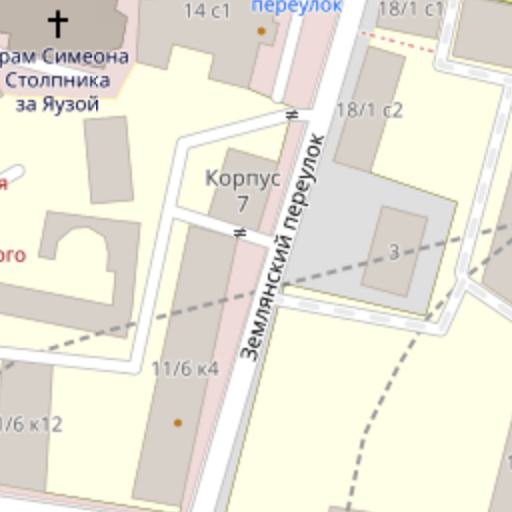 переулок
14 с1
18/1 с1
рам Симеона
Столпника
за Яузой
18/1 с2
я
Корпус
7
Землянский переулок
3
ого
11/6 к4
1/6 к12